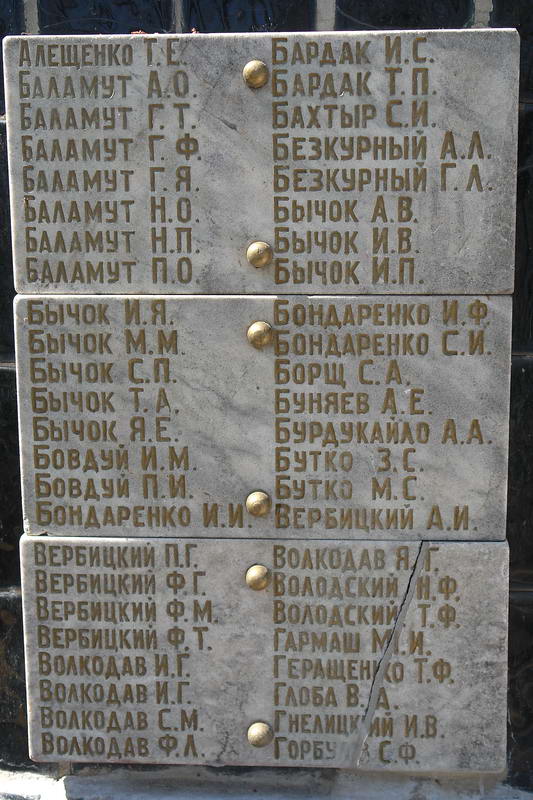 Алещенко Т.Е.
Баламут А.О.
Баламут Г.Т.
Баламут Г.Ф.
Баламут Г.Я.
Баламут Н.О.
Баламут Н.П.
Баламут П.О.
Бардак И.С.
Бардак Т.П.
Бахтыр С.И.
Безкурный А.Л.
Безкурный Г.Л.
Бычок А.В.
Бычок И.В.
Бычок И.П.
Бычок И.Я.
Бычок М.М.
Бычок С.П.
Бычок Т.А.
Бычок Я.Е.
Бовдуй И.М.
Бовдуй П.И.
Бондаренко И.И.
Бондаренко И.Ф.
Бондаренко С.И.
Борщ С.А.
Буняев А.Е.
Бурдукайло А.А.
Бутко З.С.
Бутко М.С.
Вербицкий А.И.
Вербицкий П.Г.
Вербицкий Ф.Г.
Вербицкий Ф.М.
Вербицкий Ф.Т.
Волкодав И.Г.
Волкодав И.Г.
Волкодав С.М.
Волкодав Ф.Л.
Волкодав Я.Г.
Володский Н.Ф.
Володский Т.Ф.
Гармаш М.И.
Геращенко Т.Ф.
Глоба В.А.
Гнелицкий И.В.
С.Ф.